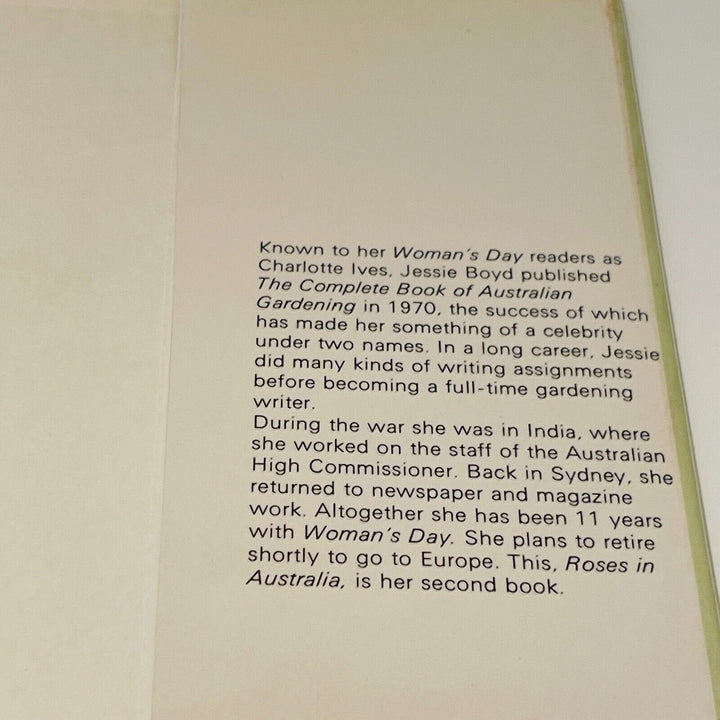 Known to her Woman's Day readers as
Charlotte Ives, Jessie Boyd published
The Complete Book of Australian
Gardening in 1970, the success of which
has made her something of a celebrity
under two names. In a long career, Jessie
did many kinds of writing assignments
before becoming a full-time gardening
writer.
During the war she was in India, where
she worked on the staff of the Australian
High Commissioner. Back in Sydney, she
returned to newspaper and magazine
work. Altogether she has been 11 years
with Woman's Day. She plans to retire
shortly to go to Europe. This, Roses in
Australia, is her second book.